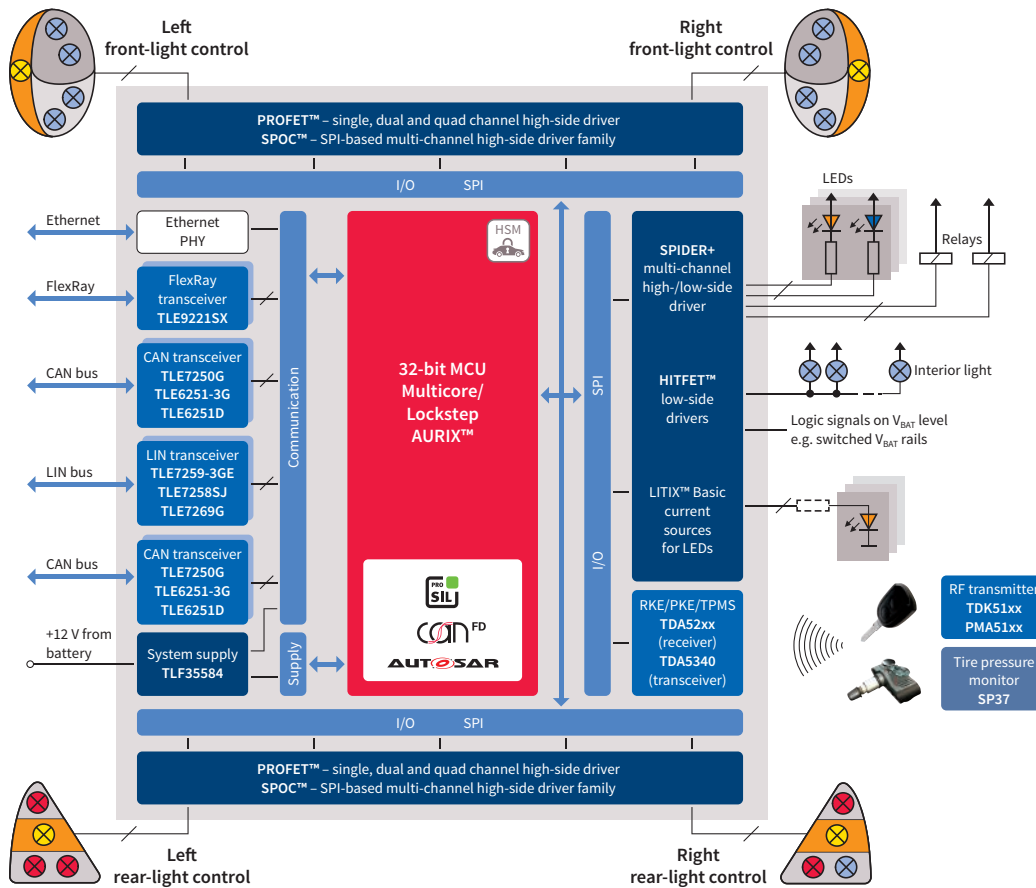 Left
front-light control
Right
front-light control
PROFET™ – single, dual and quad channel high-side driver
SPOC™ – SPI-based multi-channel high-side driver family
I/O SPI
Ethernet
Ethernet
PHY
FlexRay
FlexRay
transceiver
TLE9221SX
CAN bus
CAN transceiver
TLE7250G
TLE6251-3G
TLE6251D
LIN bus
LIN transceiver
TLE7259-3GE
TLE7258SJ
TLE7269G
CAN bus
CAN transceiver
TLE7250G
TLE6251-3G
TLE6251D
+12 V from
battery
System supply
TLF35584
Communication
Supply
HSM
32-bit MCU
Multicore/
Lockstep
AURIX™
PRO
SIL
CAN FD
AUTOSAR
SPI
I/O
SPIDER+
multi-channel
high-/low-side
driver
HITFET™
low-side
drivers
LITIX™ Basic
current
sources
for LEDs
RKE/PKE/TPMS
TDA52xx
(receiver)
TDA5340
(transceiver)
LEDs
Relays
Interior light
Logic signals on VBAT level
e.g. switched VBAT rails
RF transmitter
TDK51xx
PMA51xx
Tire pressure
monitor
SP37
I/O SPI
PROFET™ – single, dual and quad channel high-side driver
SPOC™ – SPI-based multi-channel high-side driver family
Left
rear-light control
Right
rear-light control